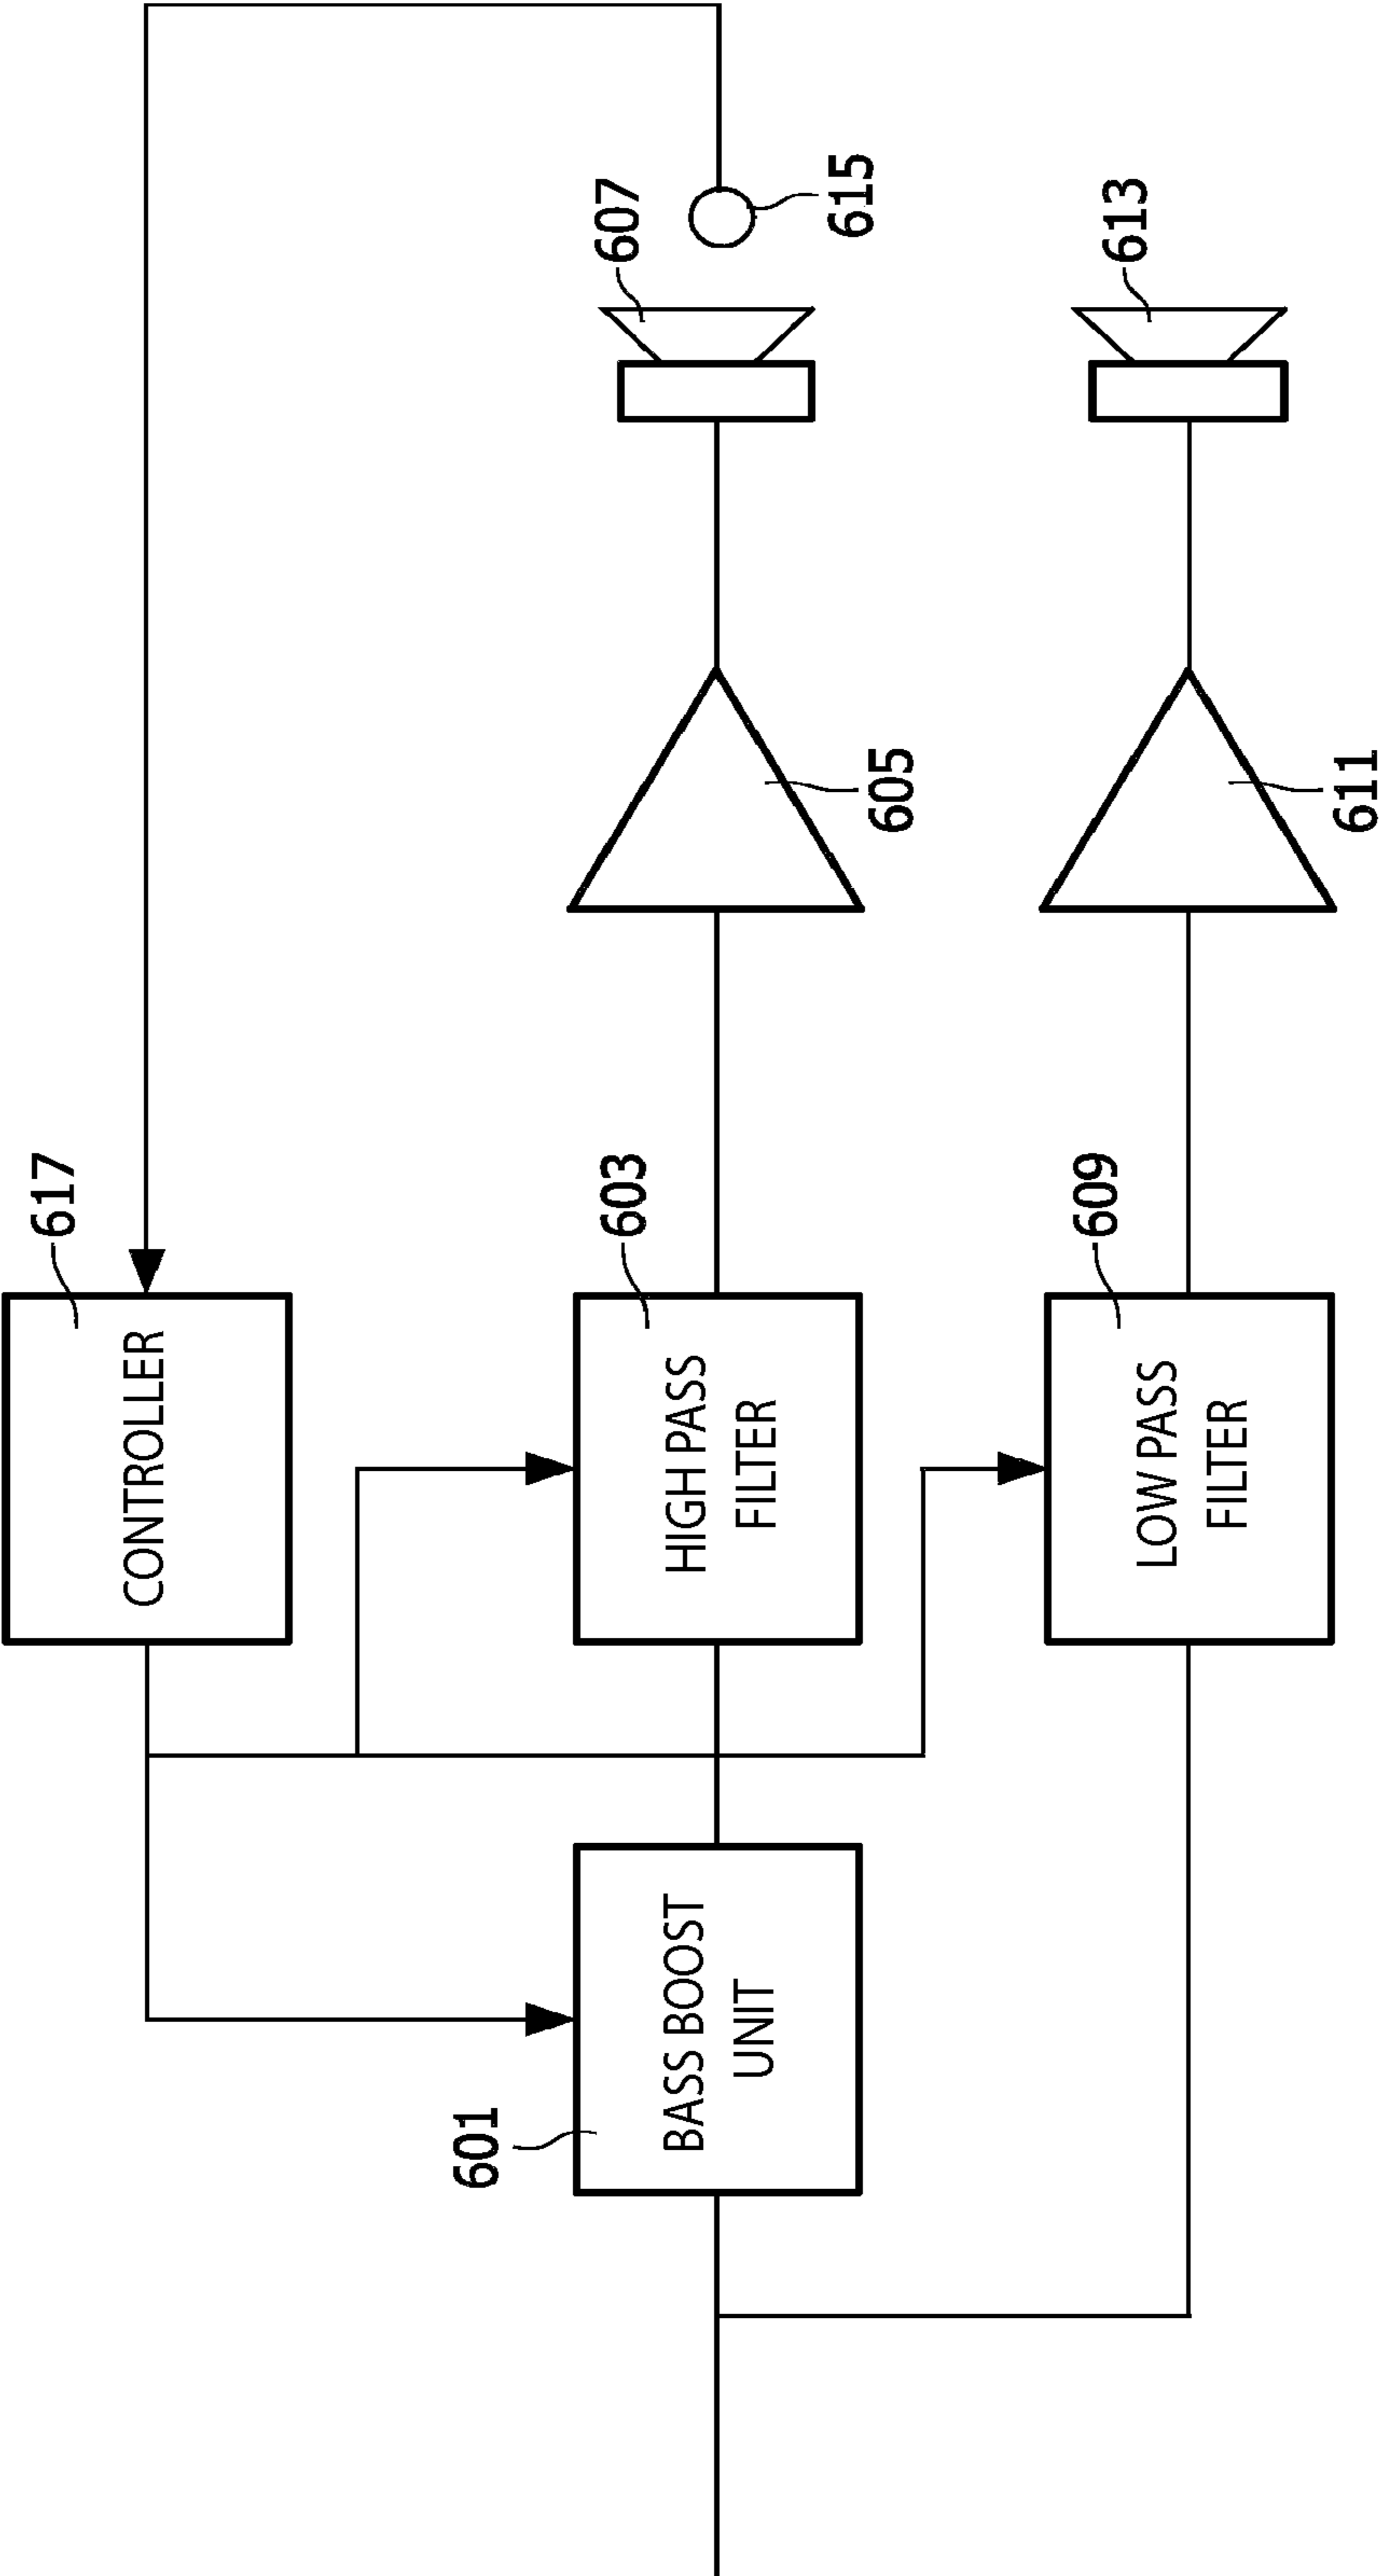 617
CONTROLLER
607
615
601
BASS BOOST
UNIT
603
HIGH PASS
FILTER
605
609
LOW PASS
FILTER
611
613